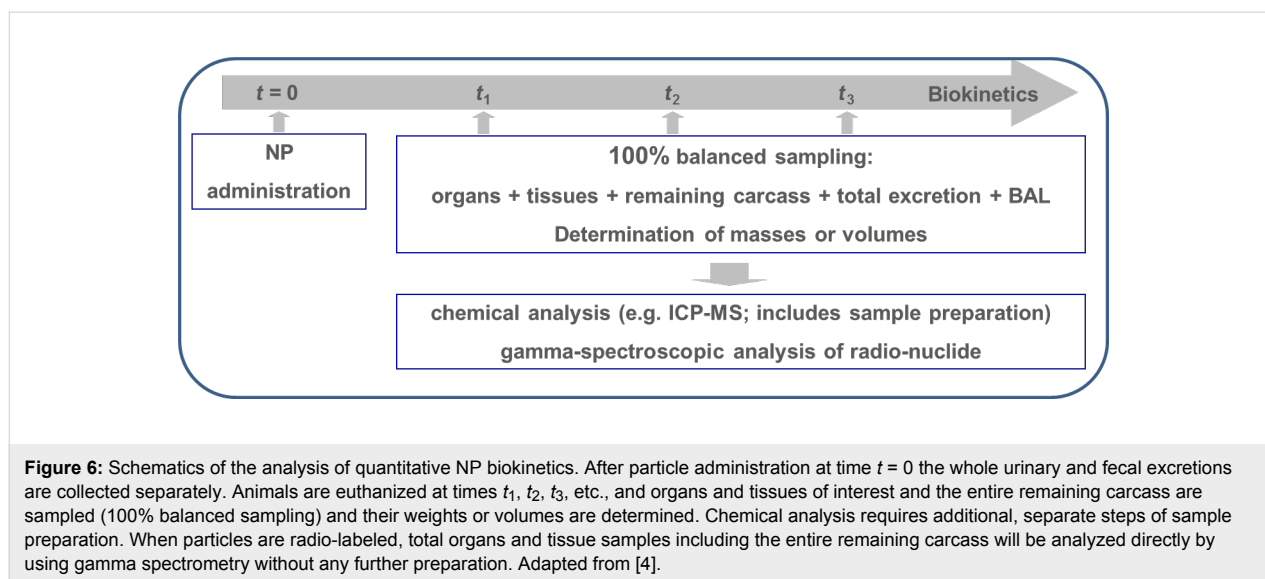 t = 0 t₁ t₂ t₃ Biokinetics
NP
administration
100% balanced sampling:
organs + tissues + remaining carcass + total excretion + BAL
Determination of masses or volumes
chemical analysis (e.g. ICP-MS; includes sample preparation)
gamma-spectroscopic analysis of radio-nuclide
Figure 6: Schematics of the analysis of quantitative NP biokinetics. After particle administration at time t = 0 the whole urinary and fecal excretions
are collected separately. Animals are euthanized at times t₁, t₂, t₃, etc., and organs and tissues of interest and the entire remaining carcass are
sampled (100% balanced sampling) and their weights or volumes are determined. Chemical analysis requires additional, separate steps of sample
preparation. When particles are radio-labeled, total organs and tissue samples including the entire remaining carcass will be analyzed directly by
using gamma spectrometry without any further preparation. Adapted from [4].